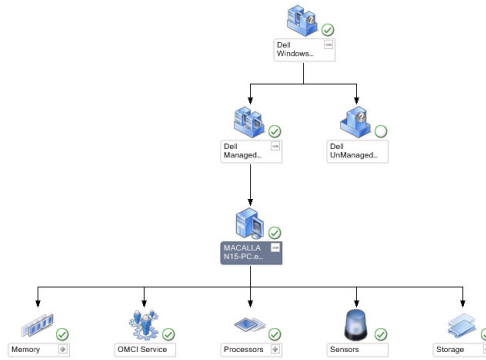 Dell
Windows...
Dell
Managed..
Dell
UnManaged..
MACALLA
N15-PC.e...
Memory
OMCI Service
Processors
Sensors
Storage